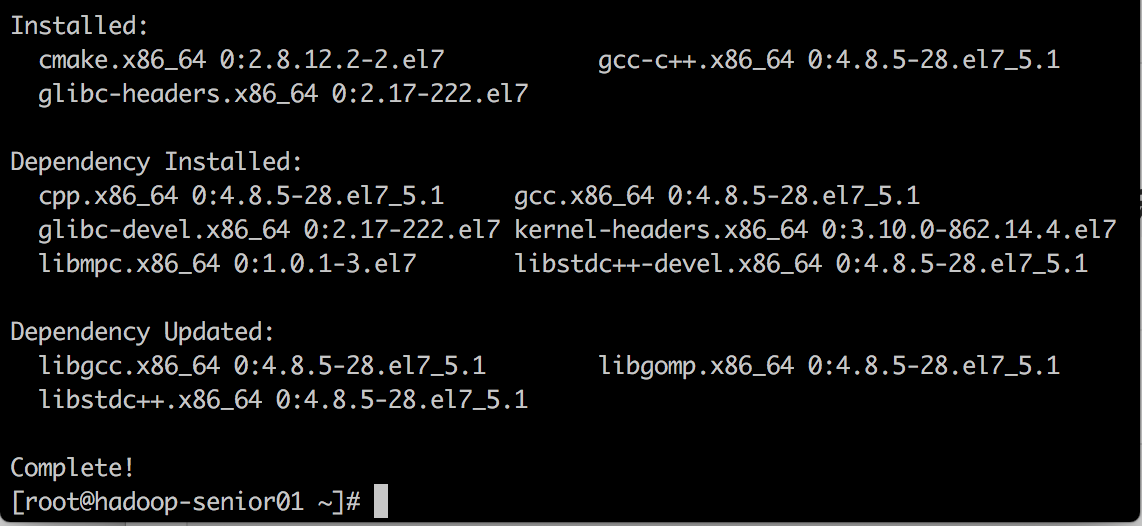 Installed:
  cmake.x86_64 0:2.8.12.2-2.el7           gcc-c++.x86_64 0:4.8.5-28.el7_5.1
  glibc-headers.x86_64 0:2.17-222.el7

Dependency Installed:
  cpp.x86_64 0:4.8.5-28.el7_5.1     gcc.x86_64 0:4.8.5-28.el7_5.1
  glibc-devel.x86_64 0:2.17-222.el7 kernel-headers.x86_64 0:3.10.0-862.14.4.el7
  libmpc.x86_64 0:1.0.1-3.el7       libstdc++-devel.x86_64 0:4.8.5-28.el7_5.1

Dependency Updated:
  libgcc.x86_64 0:4.8.5-28.el7_5.1        libgomp.x86_64 0:4.8.5-28.el7_5.1
  libstdc++.x86_64 0:4.8.5-28.el7_5.1

Complete!
[root@hadoop-senior01 ~]#